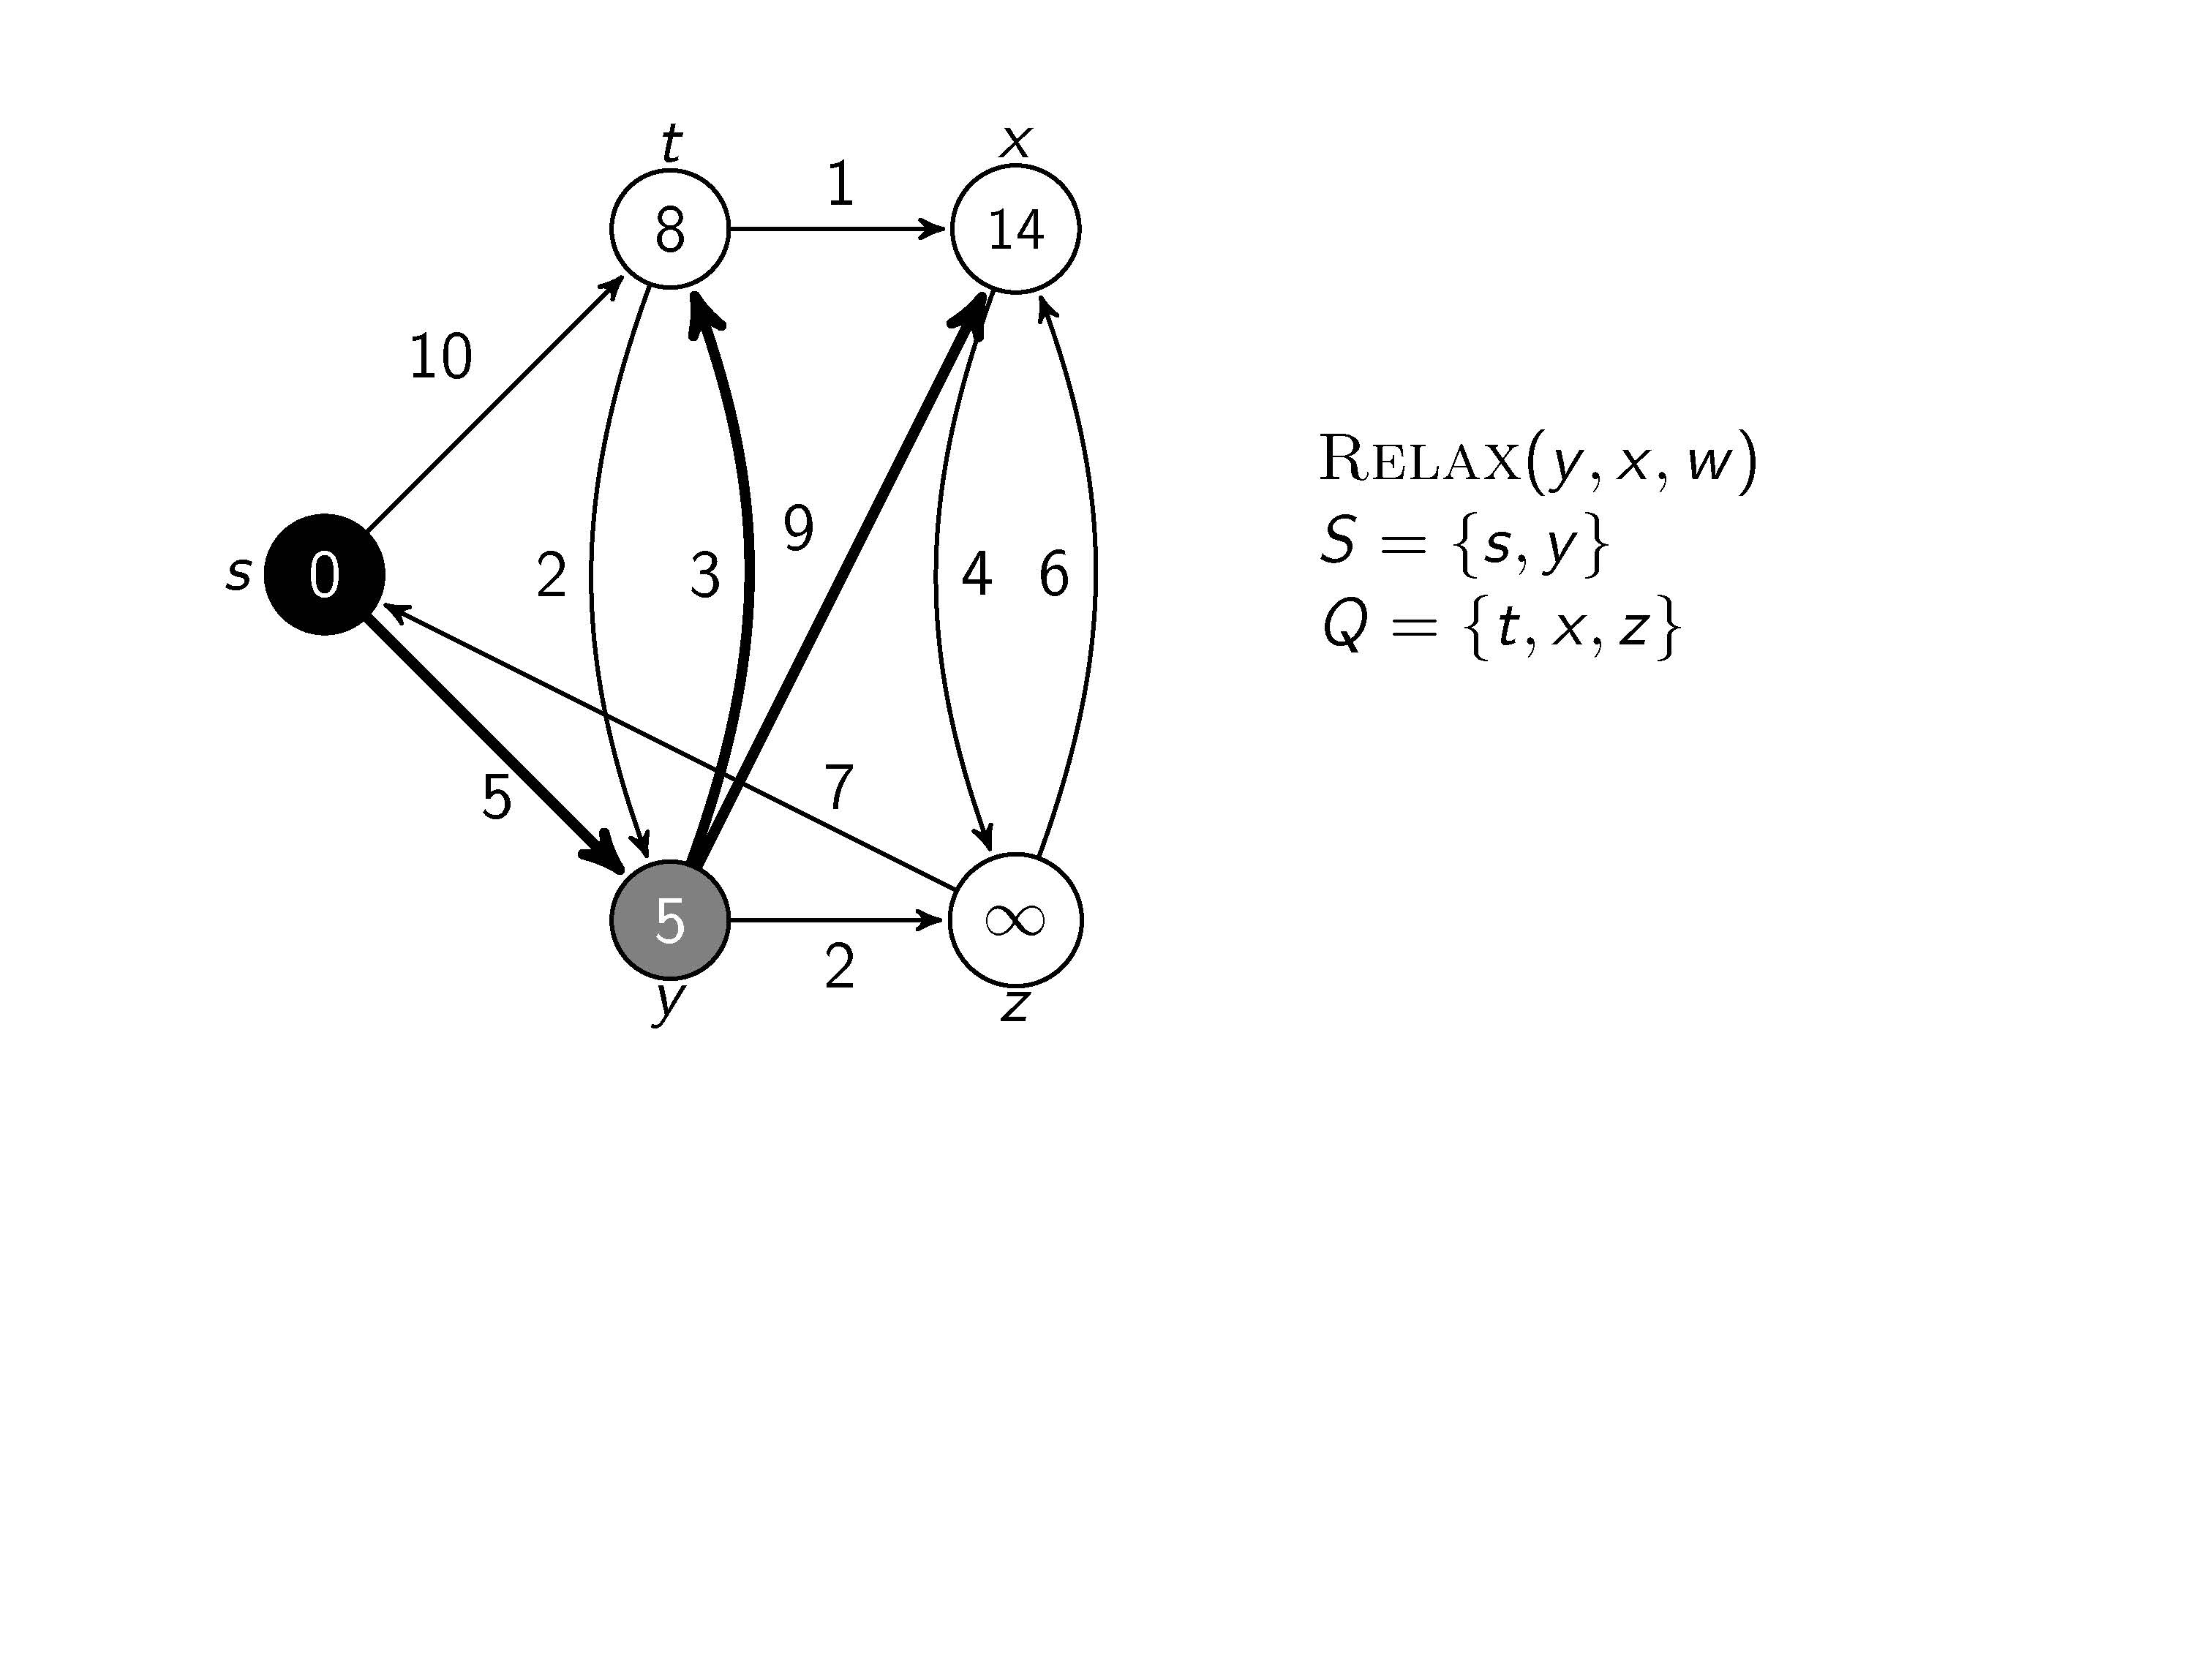 t
x
1
8
14
10
RELAX(y, x, w)
9
S = {s, y}
s
0
2
3
4
6
Q = {t, x, z}
5
7
5
∞
2
y
z